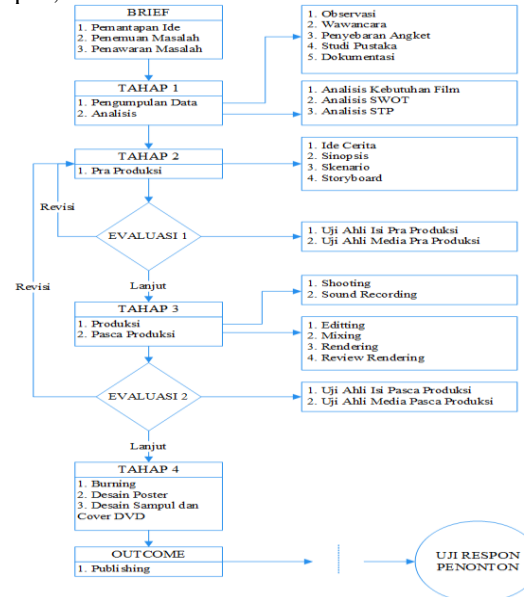 BRIEF
1. Pemantapan Ide
2. Penemuan Masalah
3. Penawaran Masalah
1. Observasi
2. Wawancara
3. Penyebaran Angket
4. Studi Pustaka
5. Dokumentasi
TAHAP 1
1. Pengumpulan Data
2. Analisis
1. Analisis Kebutuhan Film
2. Analisis SWOT
3. Analisis STP
TAHAP 2
1. Pra Produksi
1. Ide Cerita
2. Sinopsis
3. Skenario
4. Storyboard
Revisi
EVALUASI 1
1. Uji Ahli Isi Pra Produksi
2. Uji Ahli Media Pra Produksi
Revisi
Lanjut
TAHAP 3
1. Produksi
2. Pasca Produksi
1. Shooting
2. Sound Recording
1. Editting
2. Mixing
3. Rendering
4. Review Rendering
EVALUASI 2
1. Uji Ahli Isi Pasca Produksi
2. Uji Ahli Media Pasca Produksi
Lanjut
TAHAP 4
1. Burning
2. Desain Poster
3. Desain Sampul dan
Cover DVD
OUTCOME
1. Publishing
UJI RESPON
PENONTON